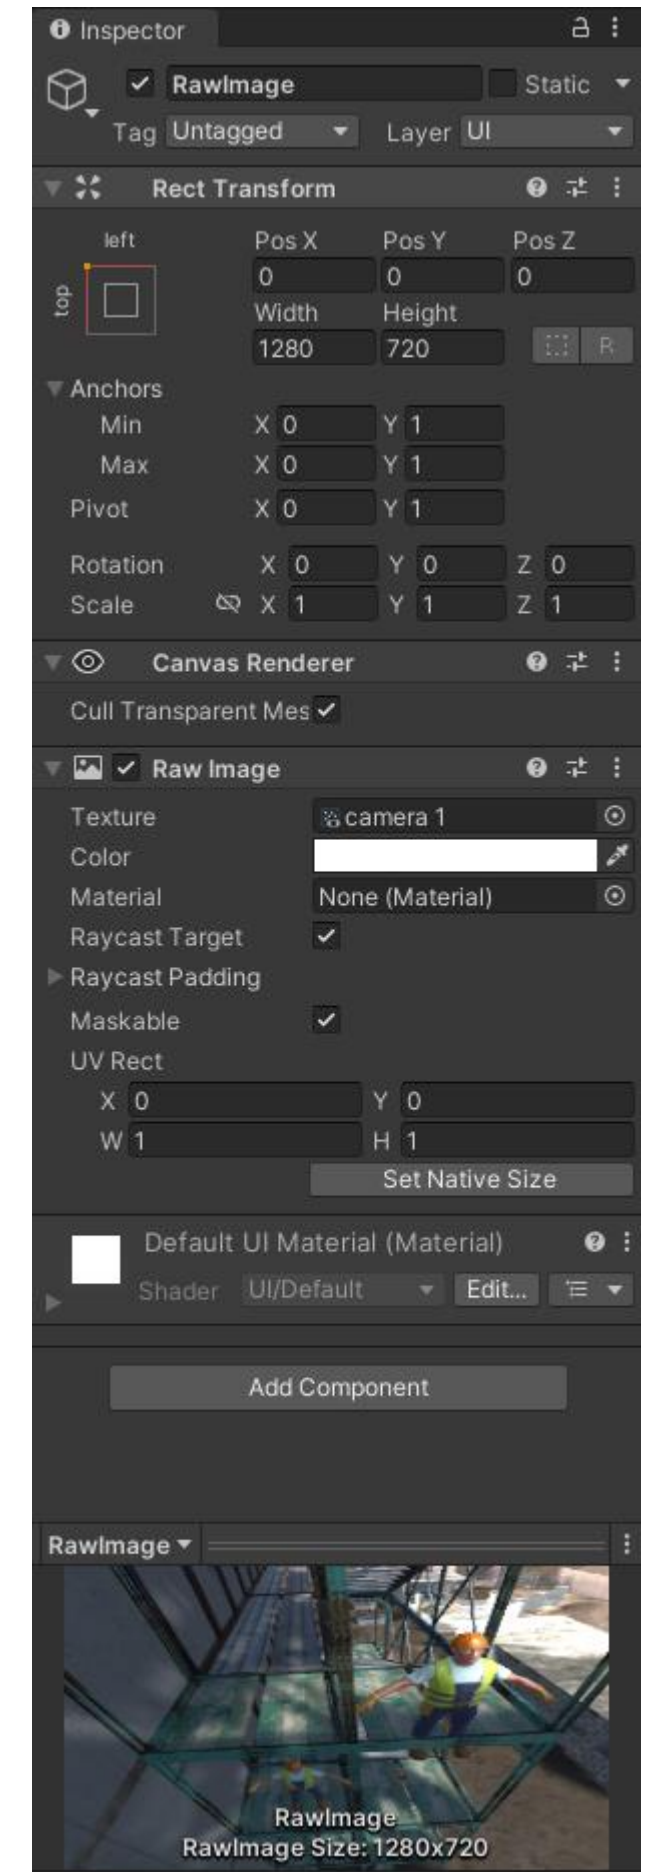 Inspector
RawImage Static
Tag Untagged Layer UI
Rect Transform
left Pos X Pos Y Pos Z
top 0 0 0
Width Height
1280 720 R
Anchors
Min X 0 Y 1
Max X 0 Y 1
Pivot X 0 Y 1
Rotation X 0 Y 0 Z 0
Scale X 1 Y 1 Z 1
Canvas Renderer
Cull Transparent Mes
Raw Image
Texture camera 1
Color
Material None (Material)
Raycast Target
Raycast Padding
Maskable
UV Rect
X 0 Y 0
W 1 H 1
Set Native Size
Default UI Material (Material)
Shader UI/Default Edit...
Add Component
RawImage
RawImage
RawImage Size: 1280x720